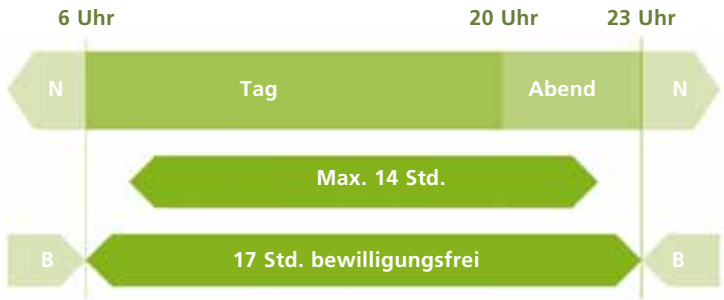 6 Uhr 20 Uhr 23 Uhr
N Tag Abend N
Max. 14 Std.
B 17 Std. bewilligungsfrei B